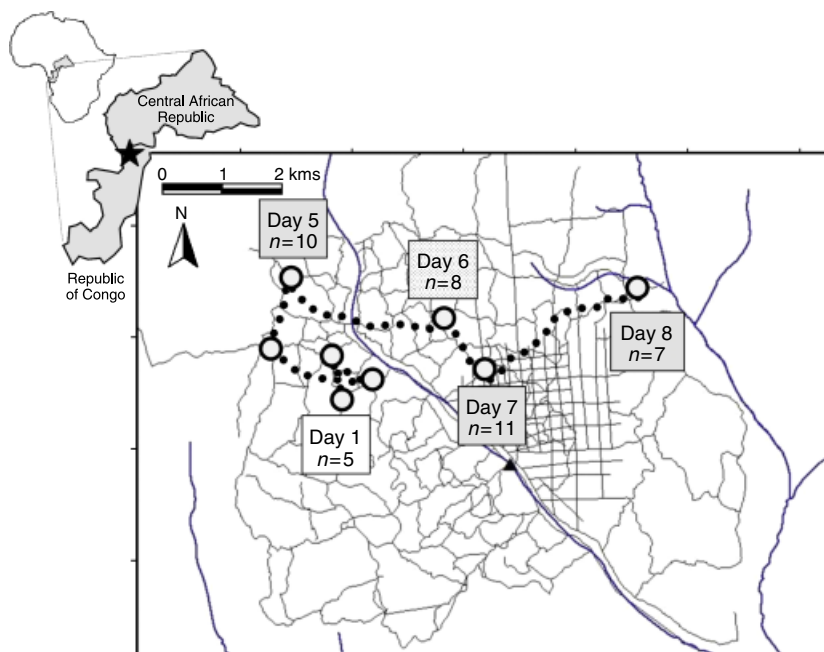 Central African
Republic
0 1 2 kms
N
Day 5
n=10
Day 6
n=8
Republic
of Congo
Day 8
n=7
Day 7
n=11
Day 1
n=5